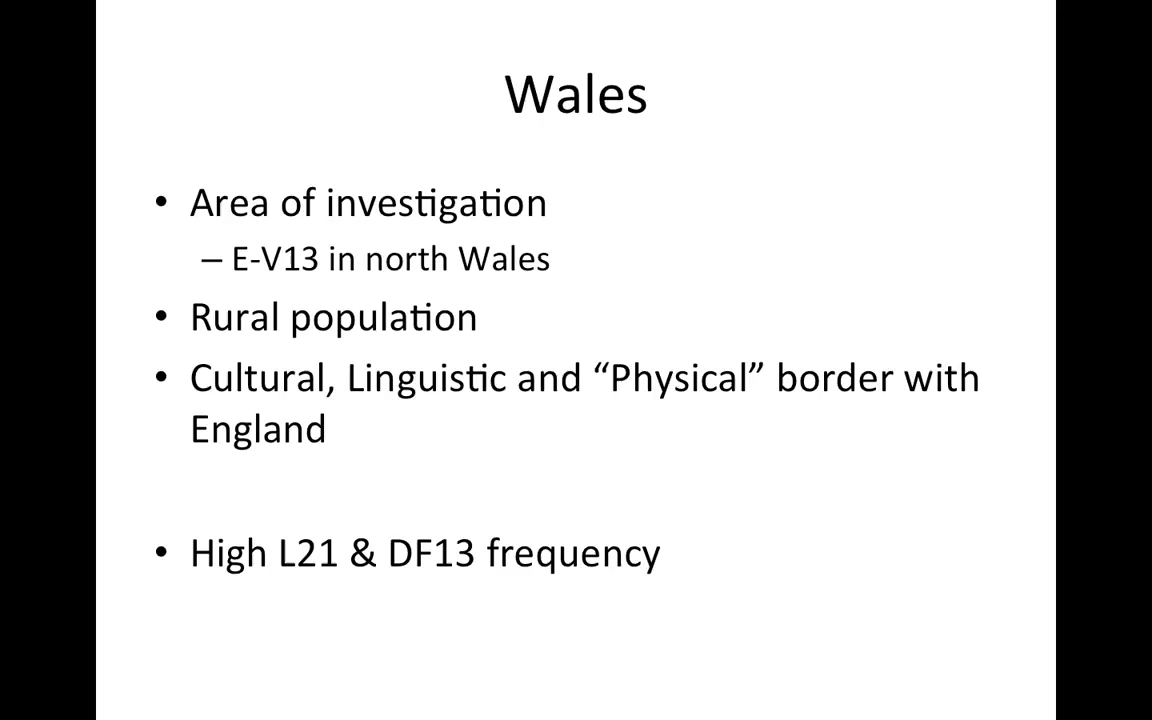 Wales
• Area of investigation
– E-V13 in north Wales
• Rural population
• Cultural, Linguistic and “Physical” border with
England
• High L21 & DF13 frequency